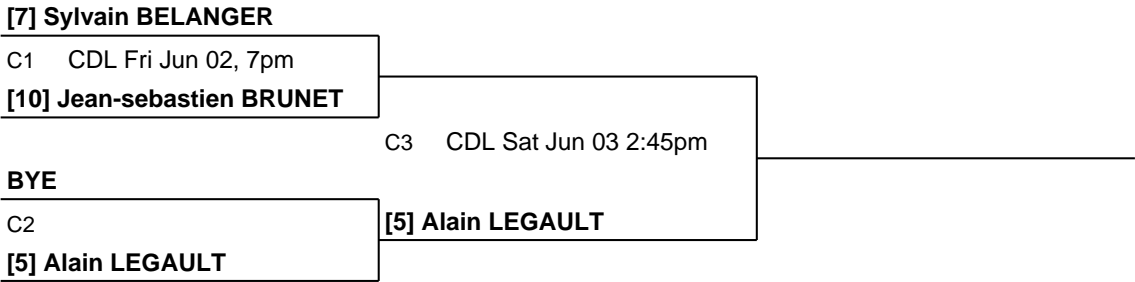 [7] Sylvain BELANGER
C1 CDL Fri Jun 02, 7pm
[10] Jean-sebastien BRUNET
C3 CDL Sat Jun 03 2:45pm
BYE
C2
[5] Alain LEGAULT
[5] Alain LEGAULT